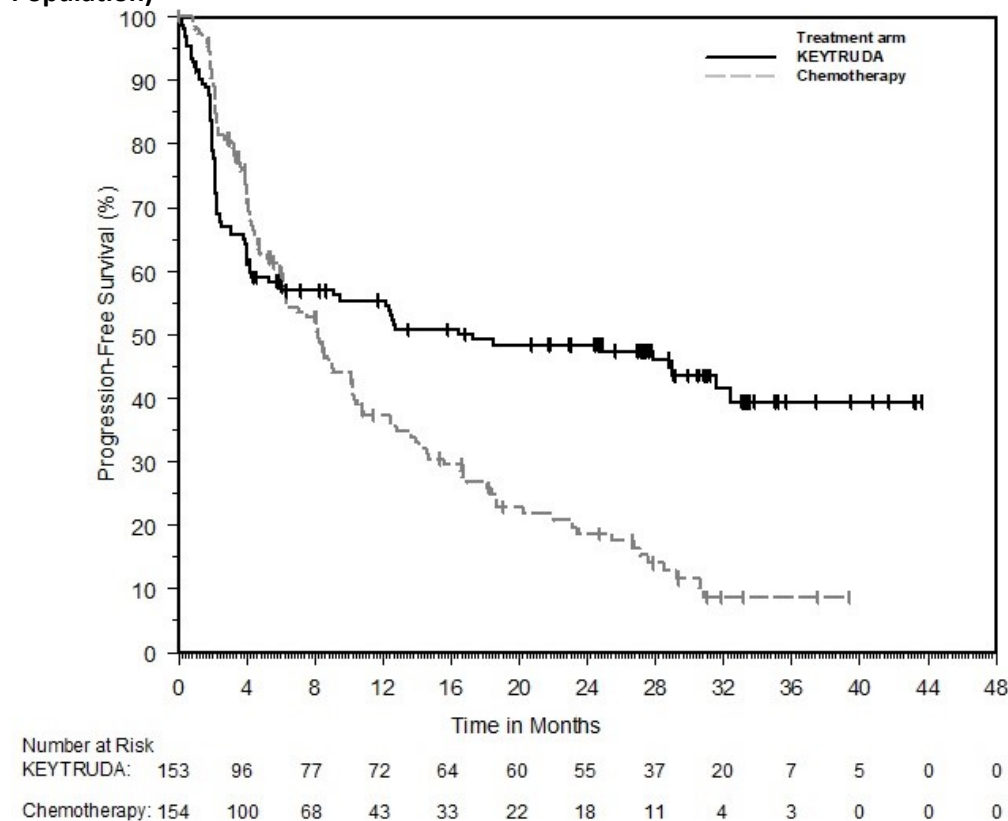 Population)
Treatment arm
KEYTRUDA
Chemotherapy
100
90
80
70
60
50
40
30
20
10
0
Progression-Free Survival (%)
0 4 8 12 16 20 24 28 32 36 40 44 48
Time in Months
Number at Risk
KEYTRUDA: 153 96 77 72 64 60 55 37 20 7 5 0 0
Chemotherapy: 154 100 68 43 33 22 18 11 4 3 0 0 0